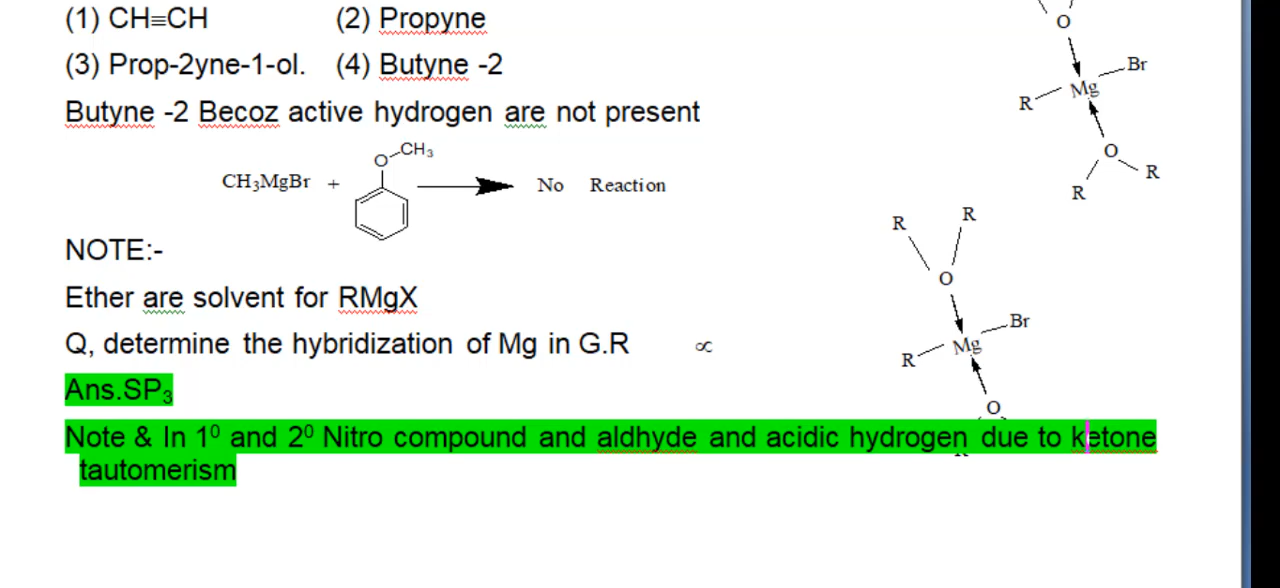 (1) CH≡CH (2) Propyne
(3) Prop-2yne-1-ol. (4) Butyne -2
Butyne -2 Becoz active hydrogen are not present
O
Mg
Br
R
O
R
R
O-CH₃
CH₃MgBr + → No Reaction
NOTE:-
Ether are solvent for RMgX
Q, determine the hybridization of Mg in G.R ∝
Ans.SP₃
R
R
O
Br
Mg
R
O
Note & In 1⁰ and 2⁰ Nitro compound and aldhyde and acidic hydrogen due to ketone
tautomerism